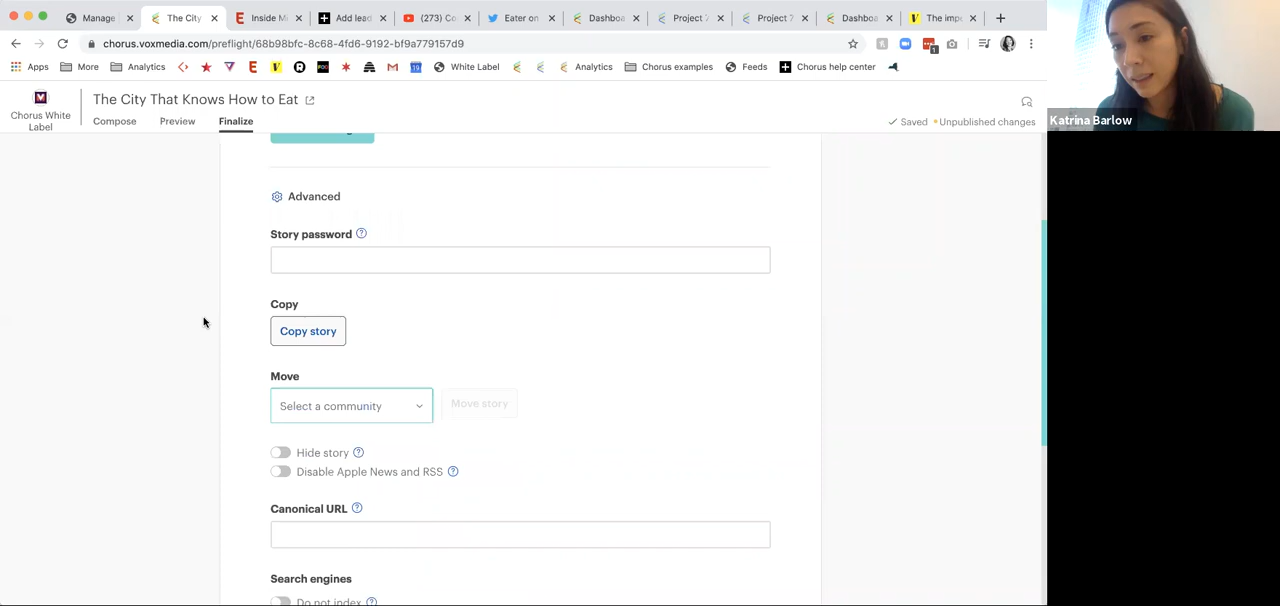 Manage
The City
Inside Mi
Add lead
(273) Co
Eater on
Dashboa
Project
Project 7
Dashboa
The imp
chorus.voxmedia.com/preflight/68b98bfc-8c68-4fd6-9192-bf9a779157d9
1
Apps
More
Analytics
19
White Label
Analytics
Chorus examples
Feeds
Chorus help center
Chorus White Label
The City That Knows How to Eat
Compose
Preview
Finalize
Saved
Unpublished changes
Katrina Barlow
Advanced
Story password
Copy
Copy story
Move
Select a community
Move story
Hide story
Disable Apple News and RSS
Canonical URL
Search engines
Do not index